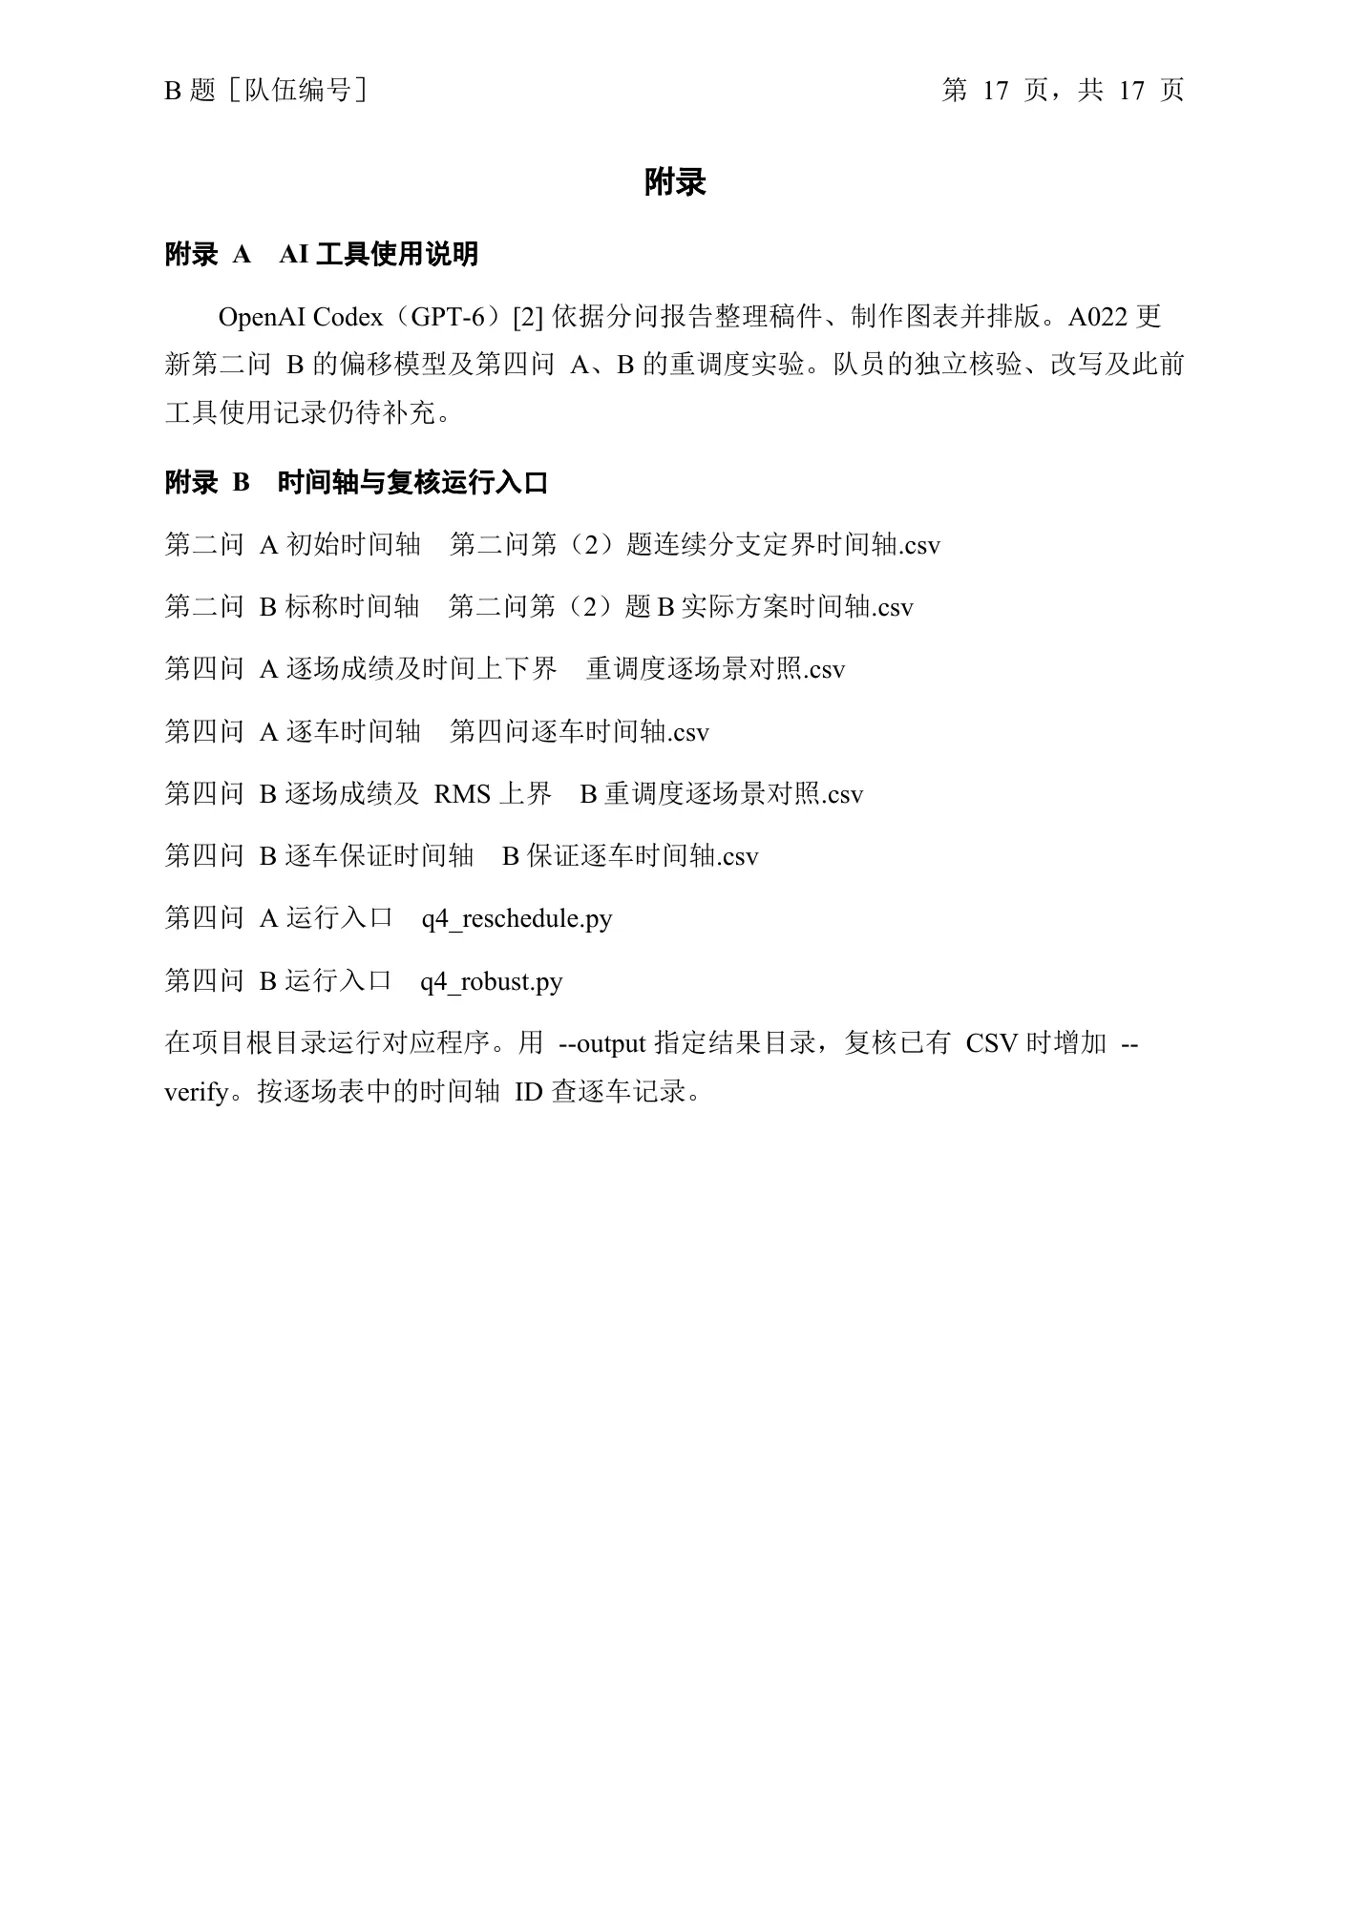 B 题［队伍编号］
第 17 页，共 17 页
附录
附录 A　AI 工具使用说明
OpenAI Codex（GPT-6）[2] 依据分问报告整理稿件、制作图表并排版。A022 更
新第二问 B 的偏移模型及第四问 A、B 的重调度实验。队员的独立核验、改写及此前
工具使用记录仍待补充。
附录 B　时间轴与复核运行入口
第二问 A 初始时间轴　第二问第（2）题连续分支定界时间轴.csv
第二问 B 标称时间轴　第二问第（2）题 B 实际方案时间轴.csv
第四问 A 逐场成绩及时间上下界　重调度逐场景对照.csv
第四问 A 逐车时间轴　第四问逐车时间轴.csv
第四问 B 逐场成绩及 RMS 上界　B 重调度逐场景对照.csv
第四问 B 逐车保证时间轴　B 保证逐车时间轴.csv
第四问 A 运行入口　q4_reschedule.py
第四问 B 运行入口　q4_robust.py
在项目根目录运行对应程序。用 --output 指定结果目录，复核已有 CSV 时增加 --
verify。按逐场表中的时间轴 ID 查逐车记录。